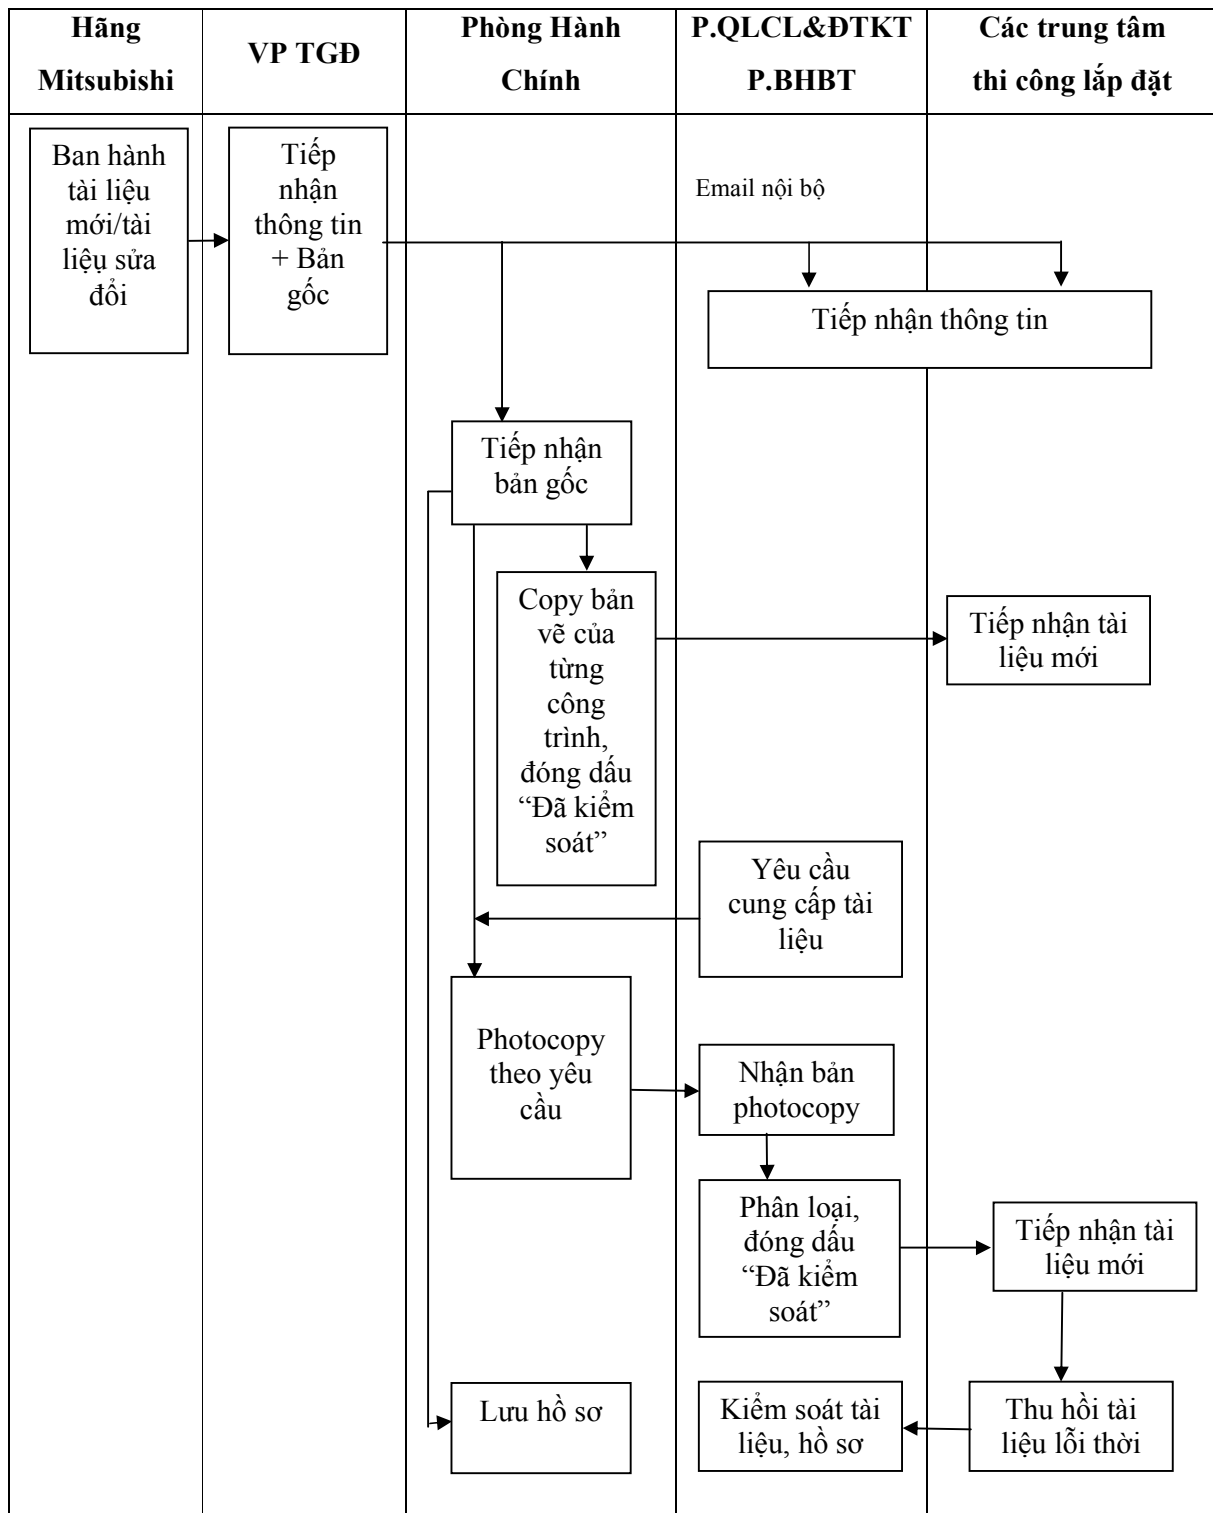 Hãng
Mitsubishi
VP TGĐ
Phòng Hành
Chính
P.QLCL&ĐTKT
P.BHBT
Các trung tâm
thi công lắp đặt
Ban hành
tài liệu
mới/tài
liệu sửa
đổi
Tiếp
nhận
thông tin
+ Bản
gốc
Email nội bộ
Tiếp nhận thông tin
Tiếp nhận
bản gốc
Copy bản
vẽ của
từng
công
trình,
đóng dấu
“Đã kiểm
soát”
Tiếp nhận tài
liệu mới
Yêu cầu
cung cấp tài
liệu
Photocopy
theo yêu
cầu
Nhận bản
photocopy
Phân loại,
đóng dấu
“Đã kiểm
soát”
Tiếp nhận tài
liệu mới
Lưu hồ sơ
Kiểm soát tài
liệu, hồ sơ
Thu hồi tài
liệu lỗi thời